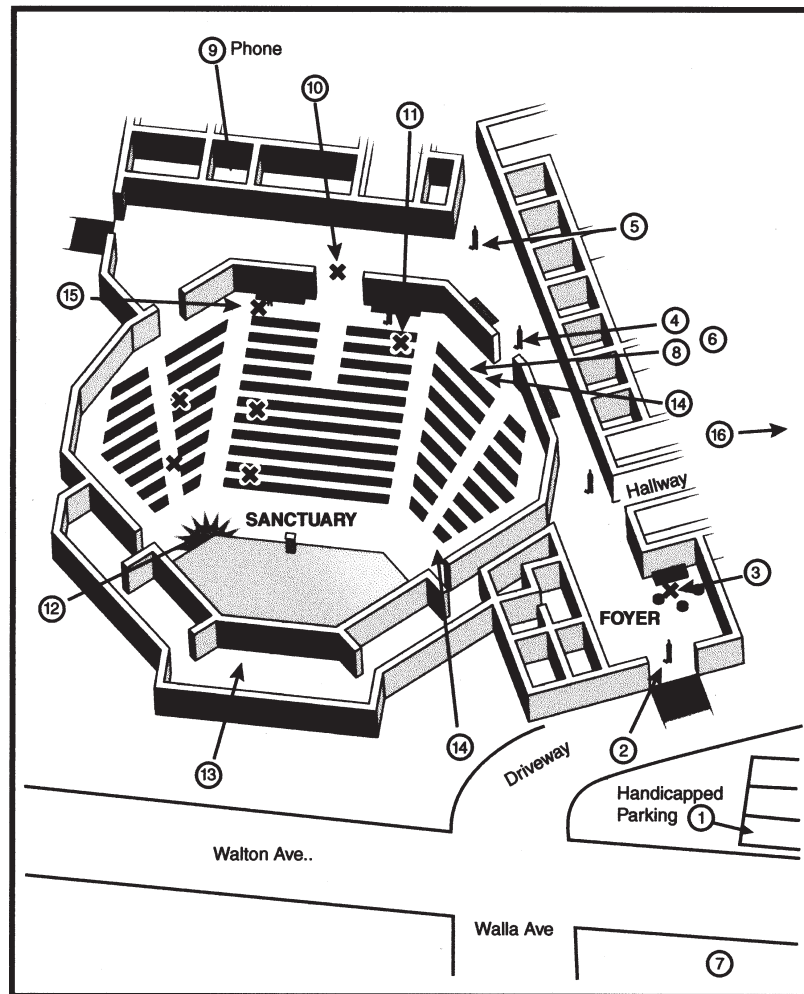 9 Phone
10
11
5
15
4
8 6
14
16
Hallway
SANCTUARY
3
12
FOYER
2
13
14
Driveway
Handicapped
Parking 1
Walton Ave..
Walla Ave
7